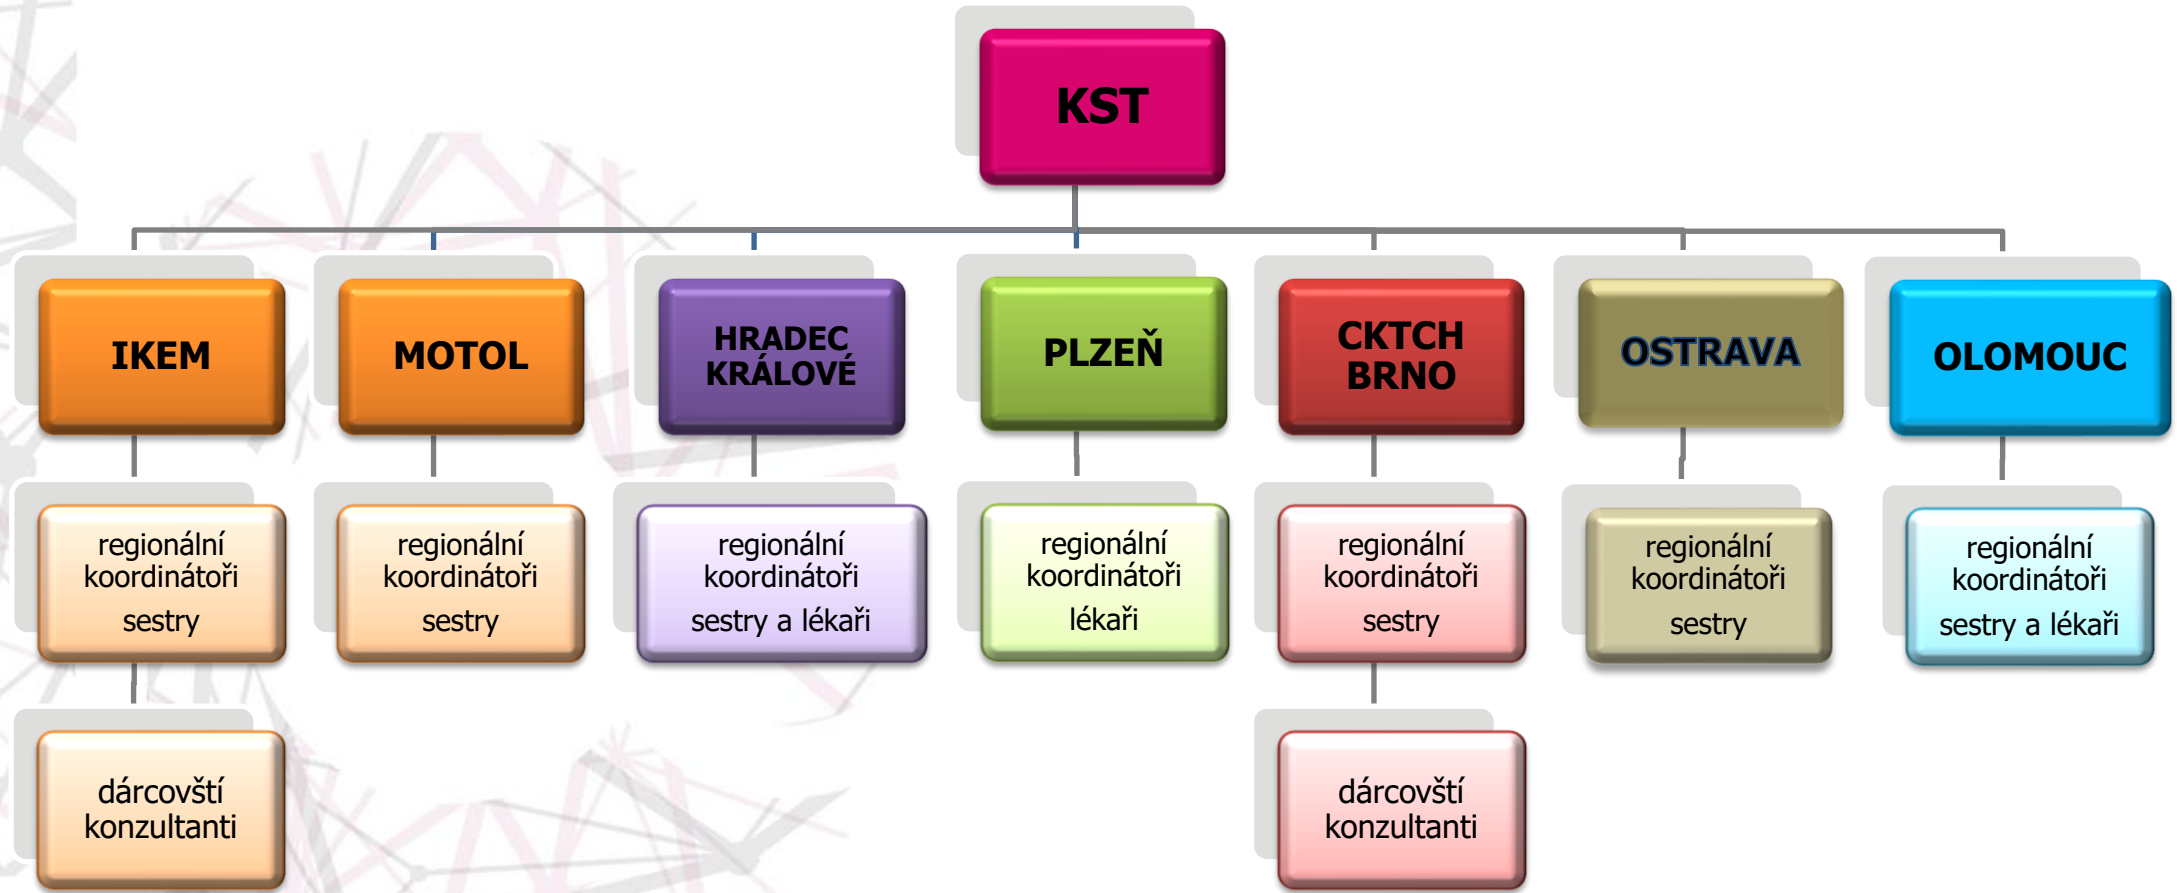 KST
IKEM
MOTOL
HRADEC
KRÁLOVÉ
PLZEŇ
CKTCH
BRNO
OSTRAVA
OLOMOUC
regionální
koordinátoři
sestry
regionální
koordinátoři
sestry
regionální
koordinátoři
sestry a lékaři
regionální
koordinátoři
lékaři
regionální
koordinátoři
sestry
regionální
koordinátoři
sestry
regionální
koordinátoři
sestry a lékaři
dárcovští
konzultanti
dárcovští
konzultanti